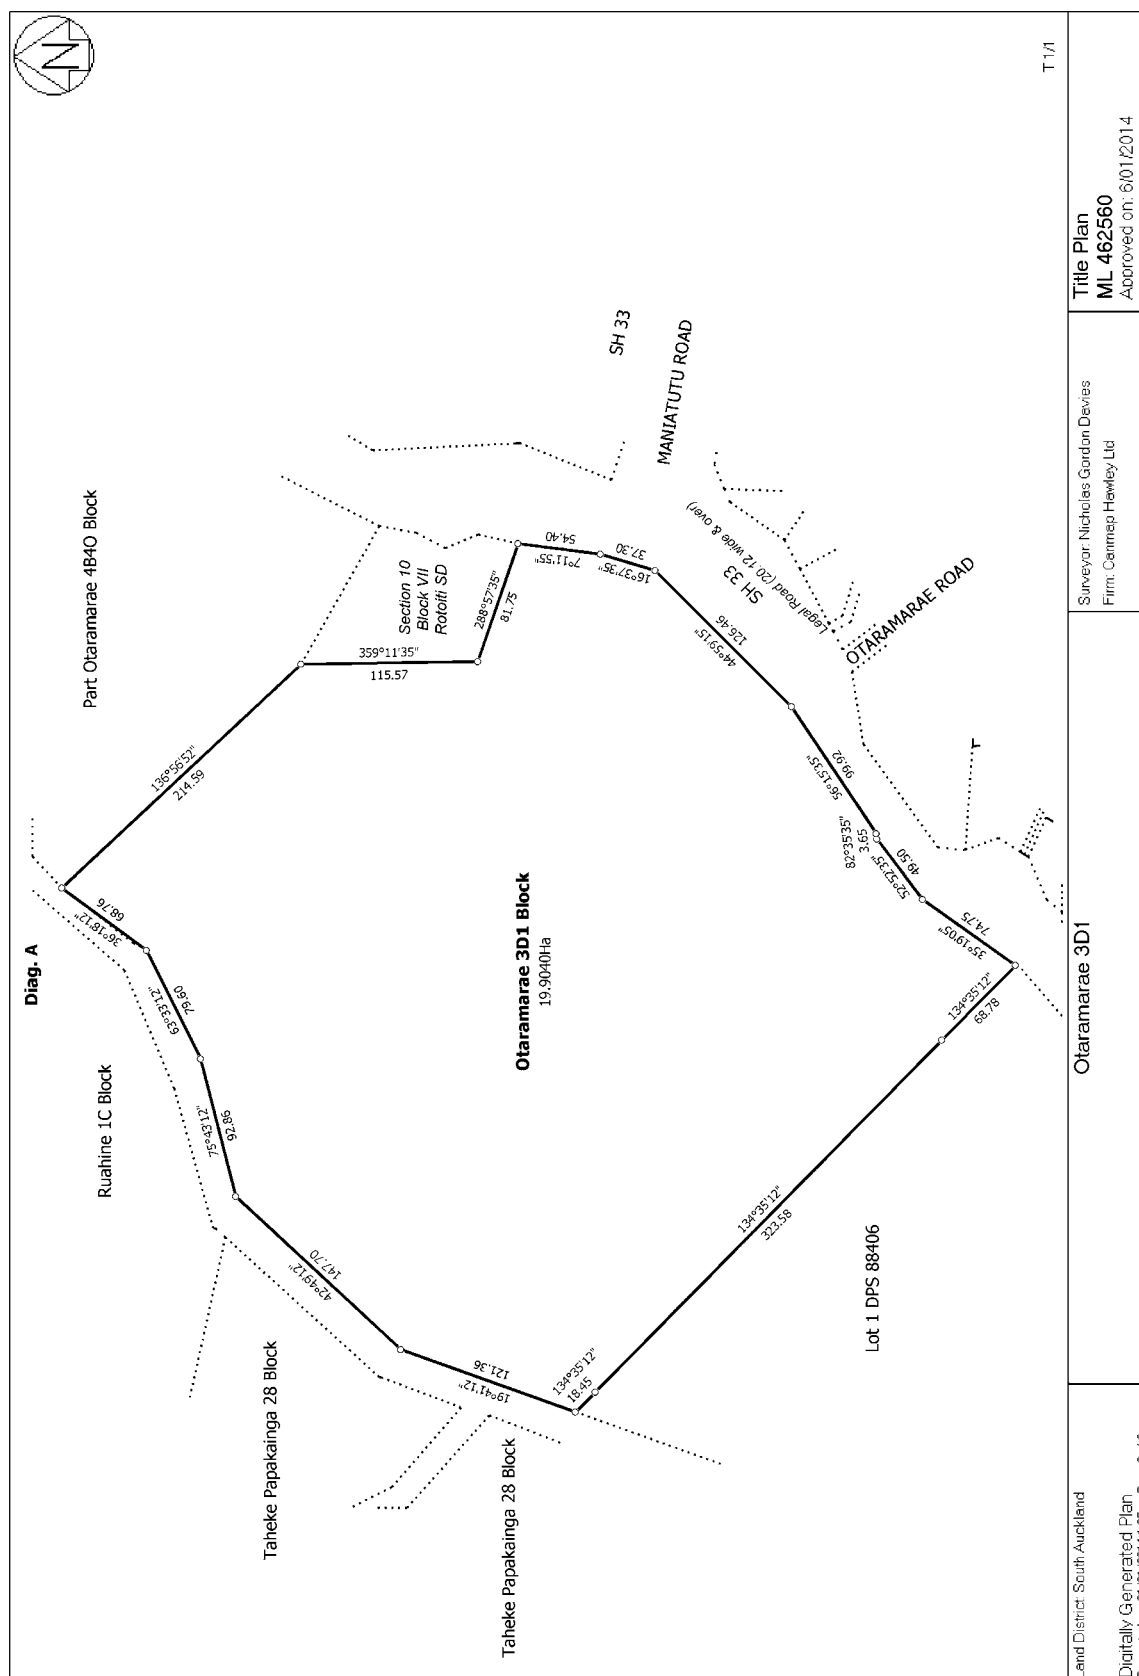 N
Diag. A
Part Otaramarae 4B4O Block
Ruahine 1C Block
Taheke Papakainga 28 Block
Taheke Papakainga 28 Block
Section 10
Block VII
Rotoiti SD
SH 33
MANIATUTU ROAD
SH 33
Legal Road (20.12 wide & over)
OTARAMARAE ROAD
Otaramarae 3D1 Block
19.9040Ha
Lot 1 DPS 88406
36°18'12"
68.76
136°56'52"
214.59
63°33'12"
79.60
75°43'12"
92.86
42°49'12"
147.70
19°41'12"
121.36
134°35'12"
18.45
134°35'12"
323.58
134°35'12"
68.78
35°19'05"
74.75
52°52'35"
49.50
82°35'35"
3.65
56°15'35"
99.92
44°59'15"
126.46
16°37'35"
37.30
7°11'55"
54.40
288°57'35"
81.75
359°11'35"
115.57
T 1/1
Land District: South Auckland
Digitally Generated Plan
Otaramarae 3D1
Surveyor: Nicholas Gordon Davies
Firm: Canmap Hawley Ltd
Title Plan
ML 462560
Approved on: 6/01/2014